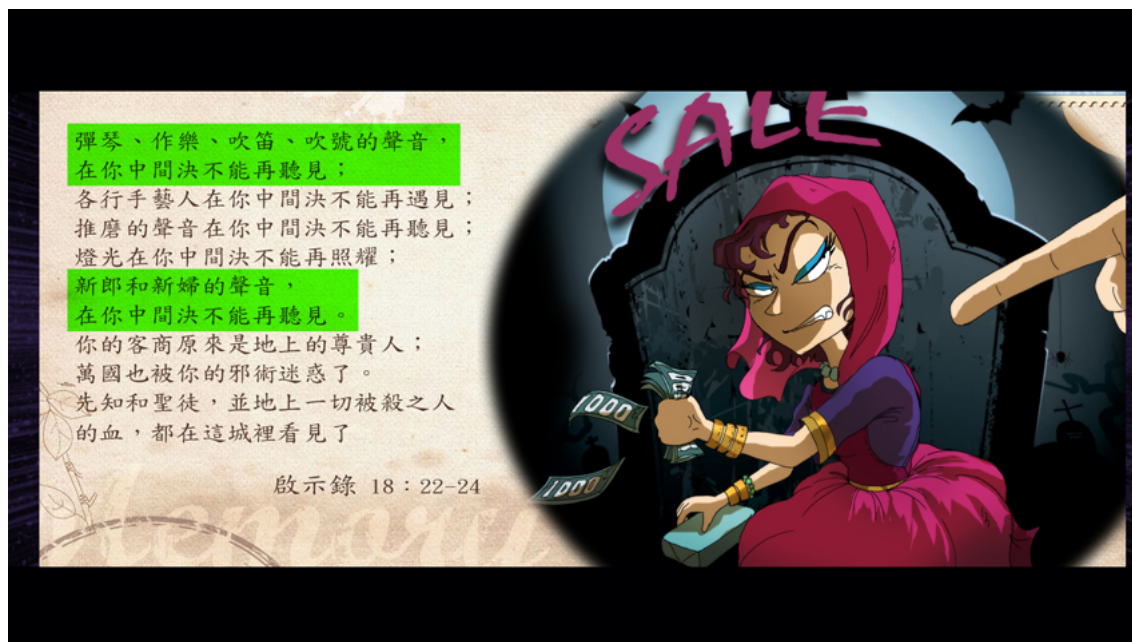 彈琴、作樂、吹笛、吹號的聲音，
在你中間決不能再聽見；
各行手藝人在你中間決不能再遇見；
推磨的聲音在你中間決不能再聽見；
燈光在你中間決不能再照耀；
新郎和新婦的聲音，
在你中間決不能再聽見。
你的客商原來是地上的尊貴人；
萬國也被你的邪術迷惑了。
先知和聖徒，並地上一切被殺之人
的血，都在這城裡看見了
啟示錄 18：22-24
SALE
1000
1000
Memory